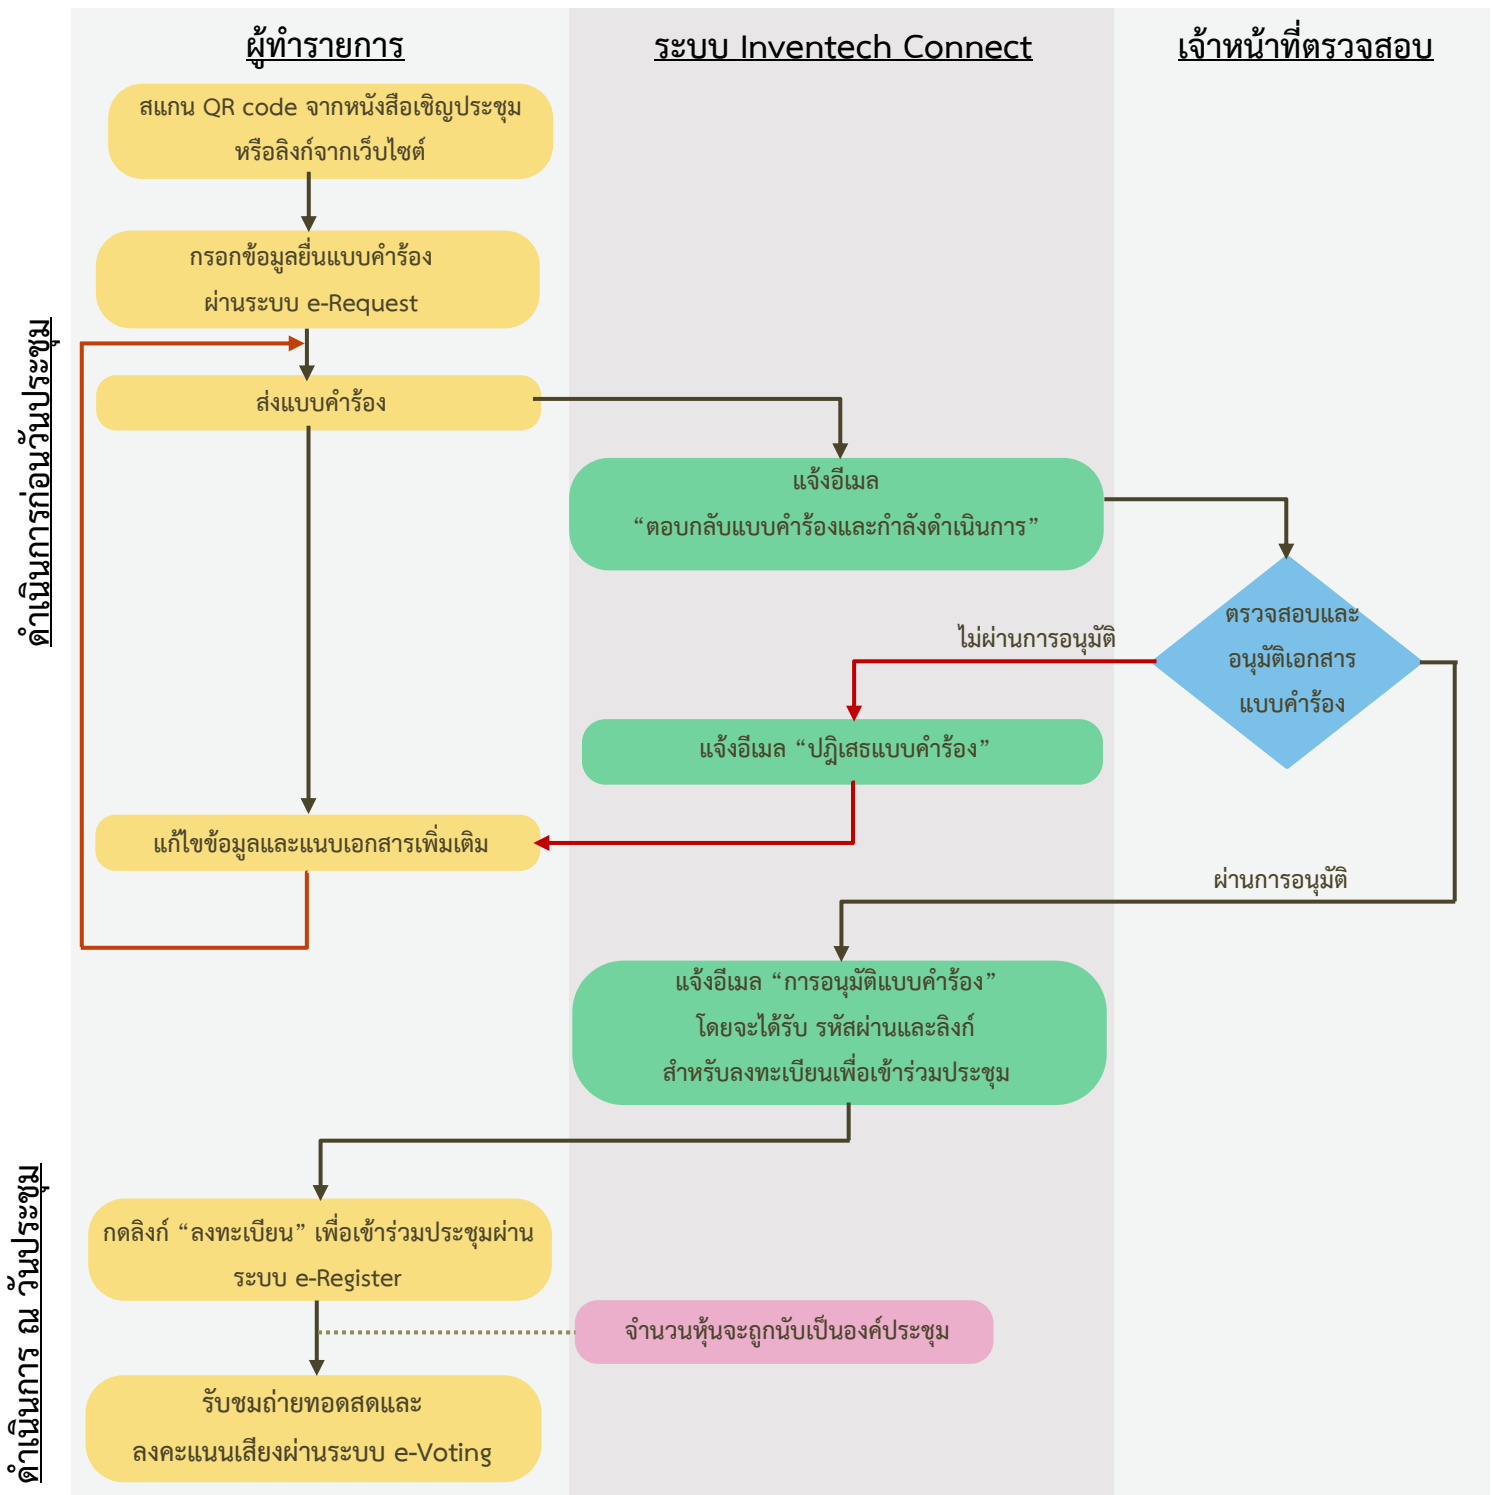 ผู้ทำรายการ
ระบบ Inventech Connect
เจ้าหน้าที่ตรวจสอบ
ดำเนินการก่อนวันประชุม
สแกน QR code จากหนังสือเชิญประชุม
หรือลิงก์จากเว็บไซต์
กรอกข้อมูลยื่นแบบคำร้อง
ผ่านระบบ e-Request
ส่งแบบคำร้อง
แจ้งอีเมล
“ตอบกลับแบบคำร้องและกำลังดำเนินการ”
ตรวจสอบและ
อนุมัติเอกสาร
แบบคำร้อง
ไม่ผ่านการอนุมัติ
แจ้งอีเมล “ปฎิเสธแบบคำร้อง”
แก้ไขข้อมูลและแนบเอกสารเพิ่มเติม
ผ่านการอนุมัติ
แจ้งอีเมล “การอนุมัติแบบคำร้อง”
โดยจะได้รับ รหัสผ่านและลิงก์
สำหรับลงทะเบียนเพื่อเข้าร่วมประชุม
ดำเนินการ ณ วันประชุม
กดลิงก์ “ลงทะเบียน” เพื่อเข้าร่วมประชุมผ่าน
ระบบ e-Register
จำนวนหุ้นจะถูกนับเป็นองค์ประชุม
รับชมถ่ายทอดสดและ
ลงคะแนนเสียงผ่านระบบ e-Voting